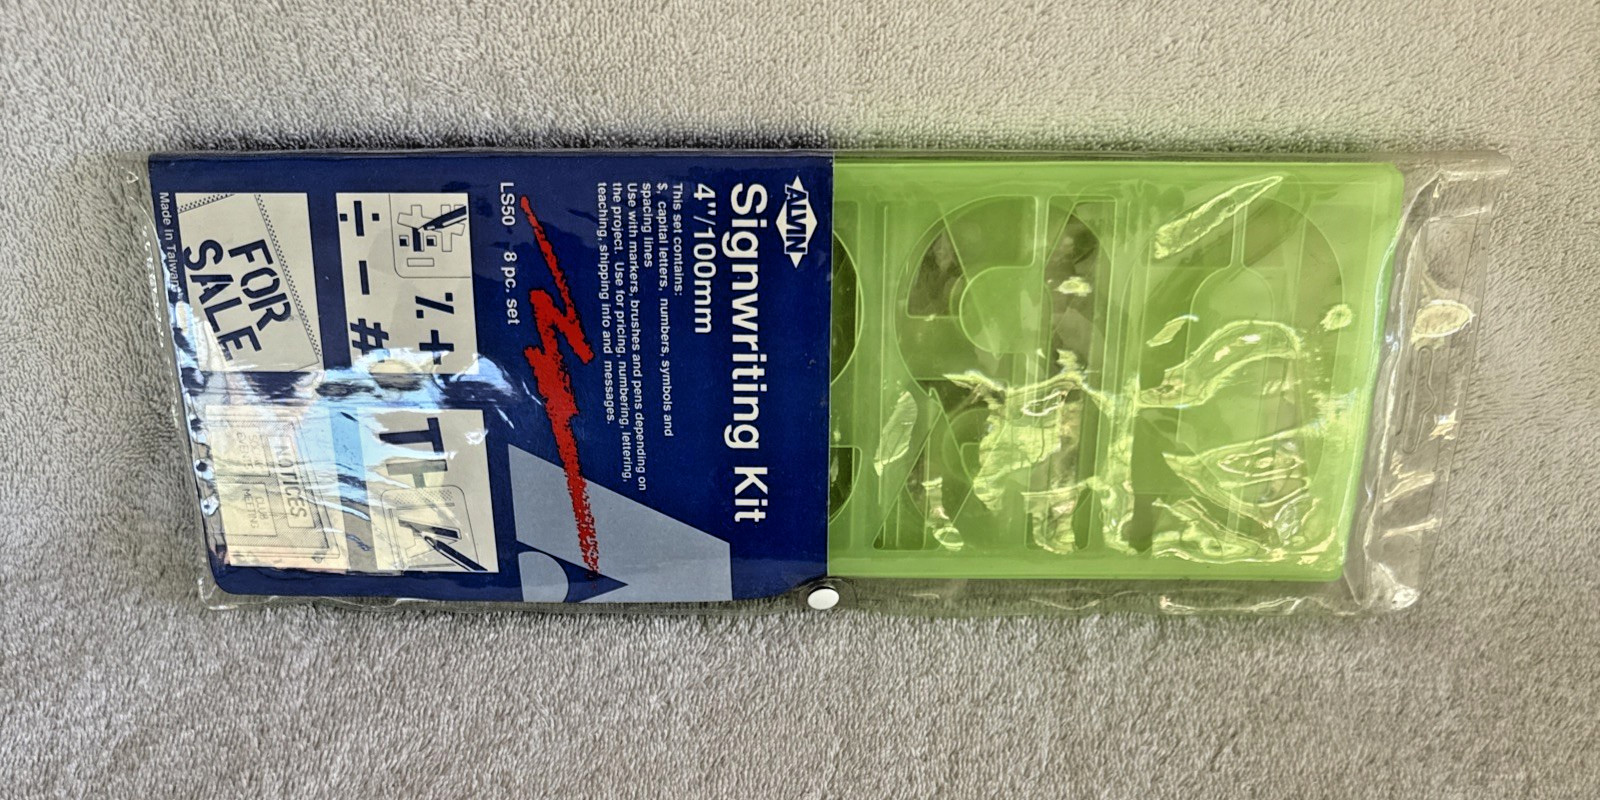 ALVIN
Signwriting Kit
4"/100mm
This set contains:
$, capital letters, numbers, symbols and
spacing lines
Use with markers, brushes and pens depending on
the project. Use for pricing, numbering, lettering,
teaching, shipping info and messages.
LS50 8 pc. set
% +
÷ - #
FOR
SALE
NOTICES
Made in Taiwan